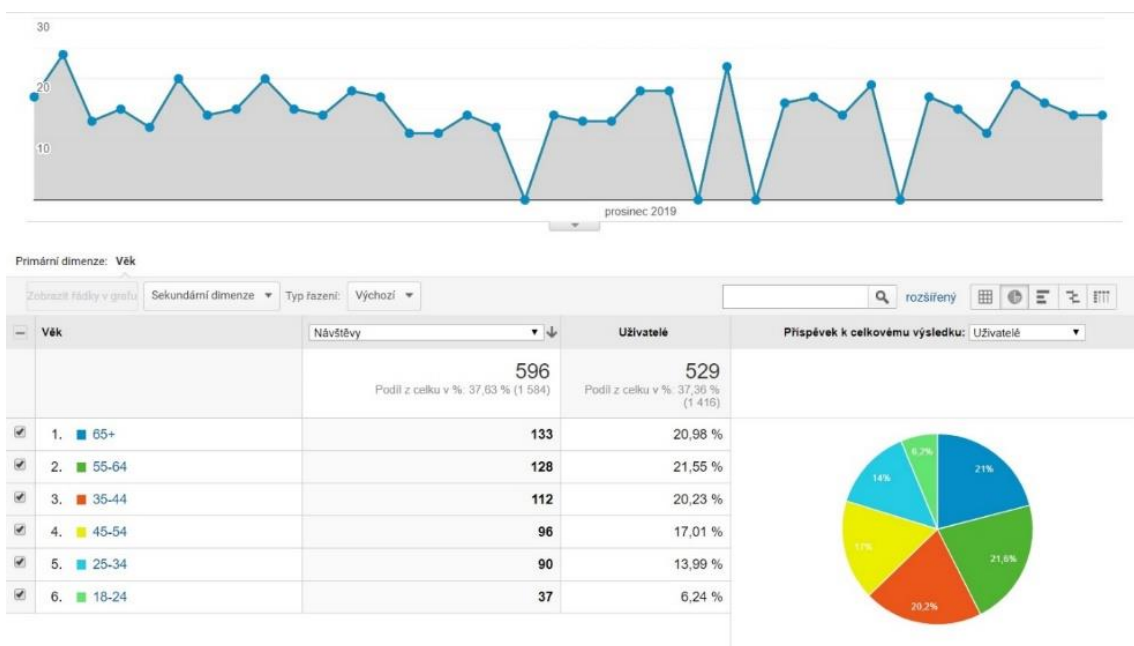 30
20
10
prosinec 2019
Primární dimenze: Věk
Zobrazit řádky v grafu Sekundární dimenze Typ řazení: Výchozí rozšířený
Věk Návštěvy Uživatelé Příspěvek k celkovému výsledku: Uživatelé
596 529
Podíl z celku v %: 37,63 % (1 584) Podíl z celku v %: 37,36 %
(1 416)
1. 65+ 133 20,98 %
2. 55-64 128 21,55 %
3. 35-44 112 20,23 %
4. 45-54 96 17,01 %
5. 25-34 90 13,99 %
6. 18-24 37 6,24 %
6,2%
21%
14%
17%
21,6%
20,2%